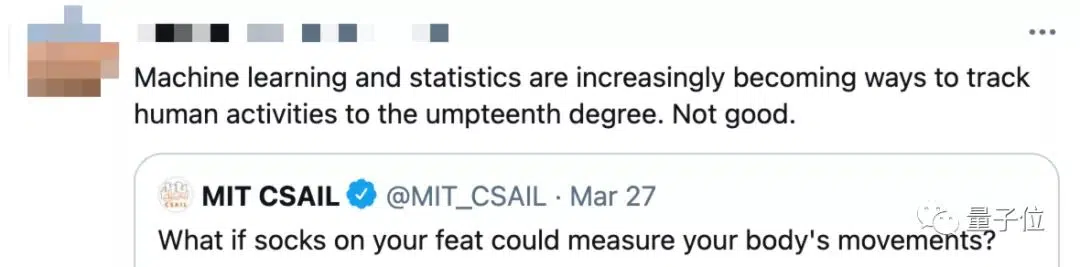 Machine learning and statistics are increasingly becoming ways to track
human activities to the umpteenth degree. Not good.
MIT CSAIL @MIT_CSAIL · Mar 27
What if socks on your feat could measure your body's movements?
量子位